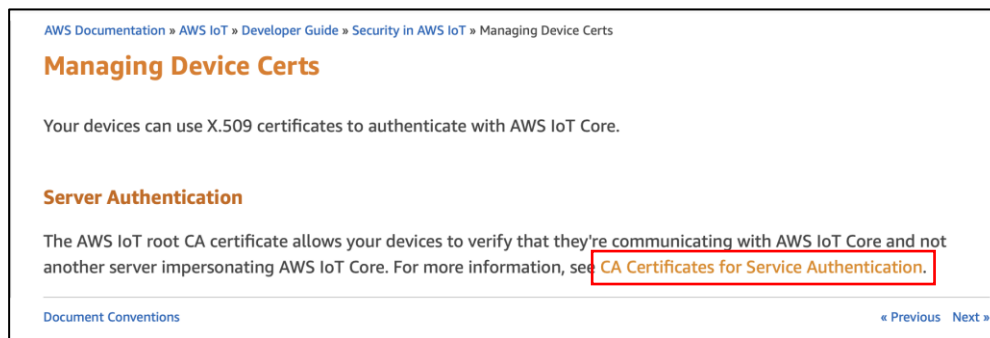 AWS Documentation » AWS IoT » Developer Guide » Security in AWS IoT » Managing Device Certs
Managing Device Certs
Your devices can use X.509 certificates to authenticate with AWS IoT Core.
Server Authentication
The AWS IoT root CA certificate allows your devices to verify that they're communicating with AWS IoT Core and not
another server impersonating AWS IoT Core. For more information, see CA Certificates for Service Authentication.
Document Conventions « Previous Next »